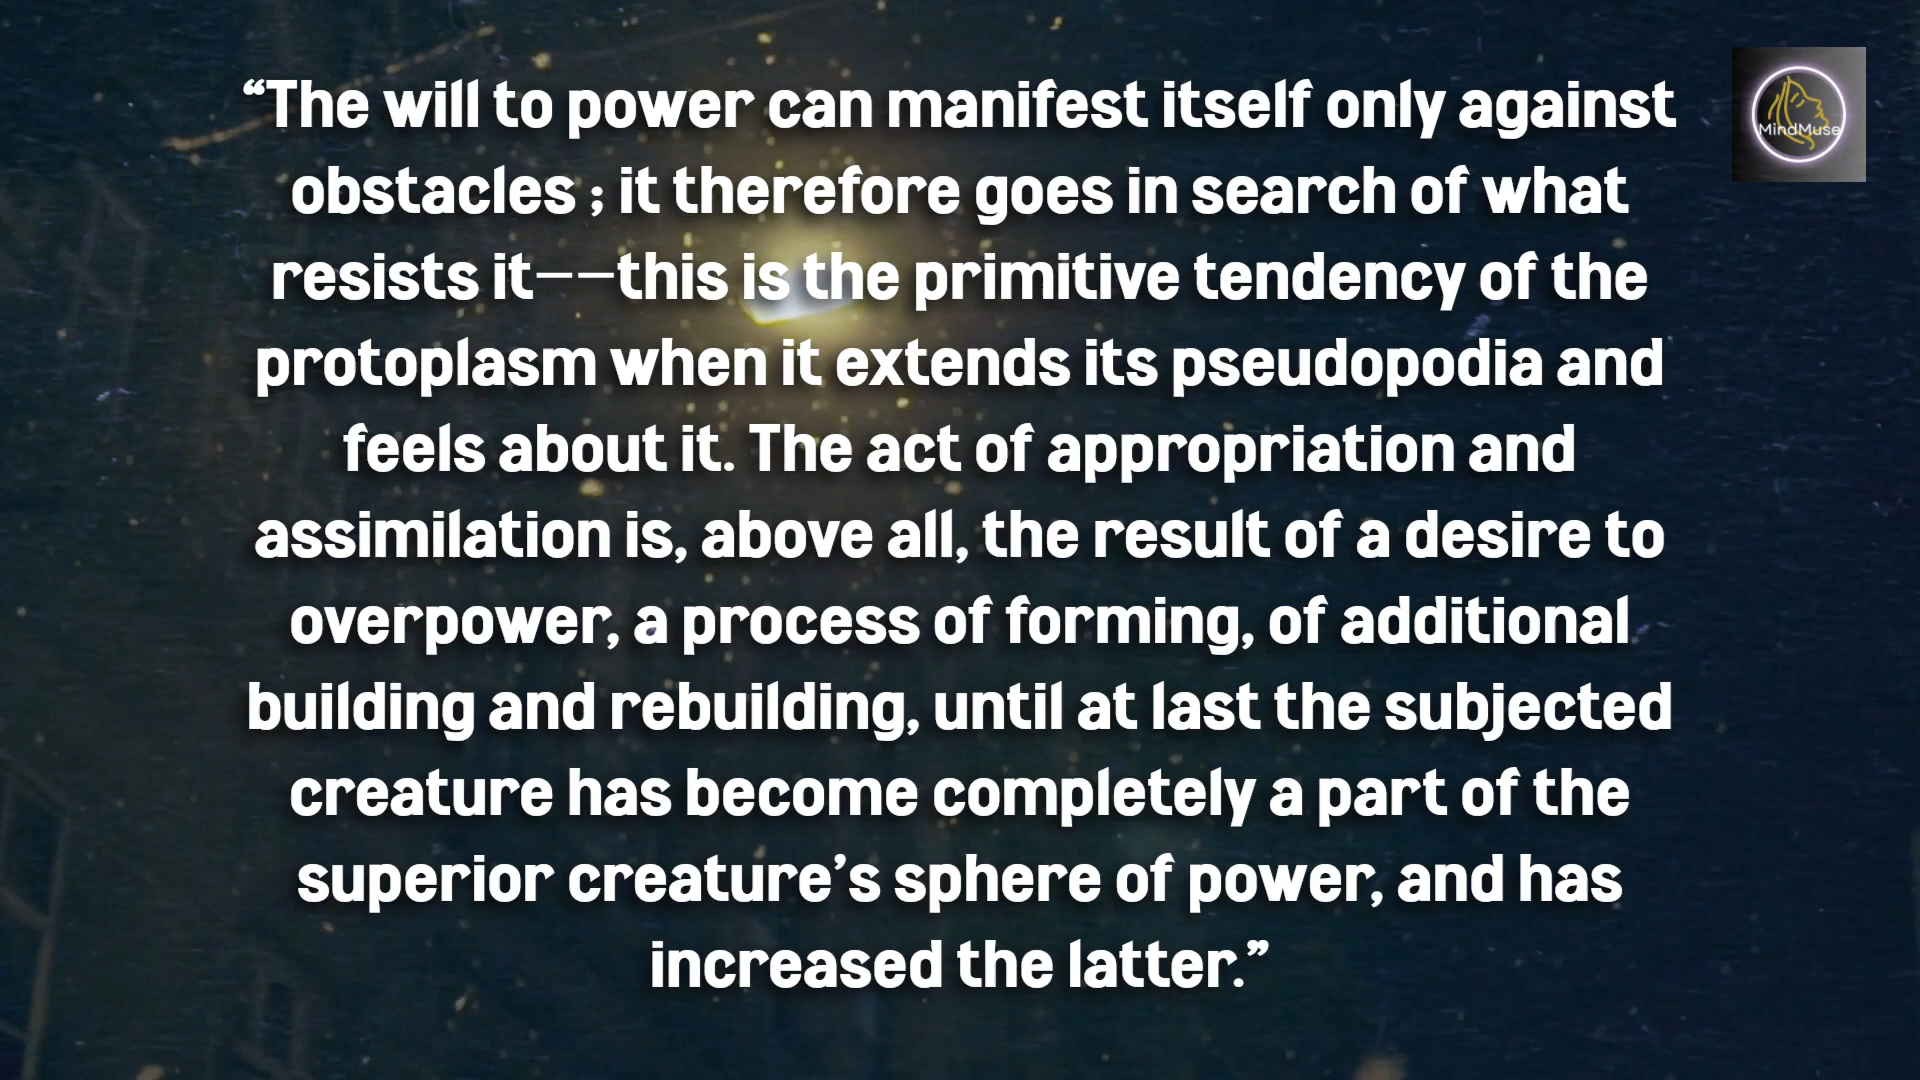 “The will to power can manifest itself only against
obstacles ; it therefore goes in search of what
resists it––this is the primitive tendency of the
protoplasm when it extends its pseudopodia and
feels about it. The act of appropriation and
assimilation is, above all, the result of a desire to
overpower, a process of forming, of additional
building and rebuilding, until at last the subjected
creature has become completely a part of the
superior creature’s sphere of power, and has
increased the latter.”
MindMuse